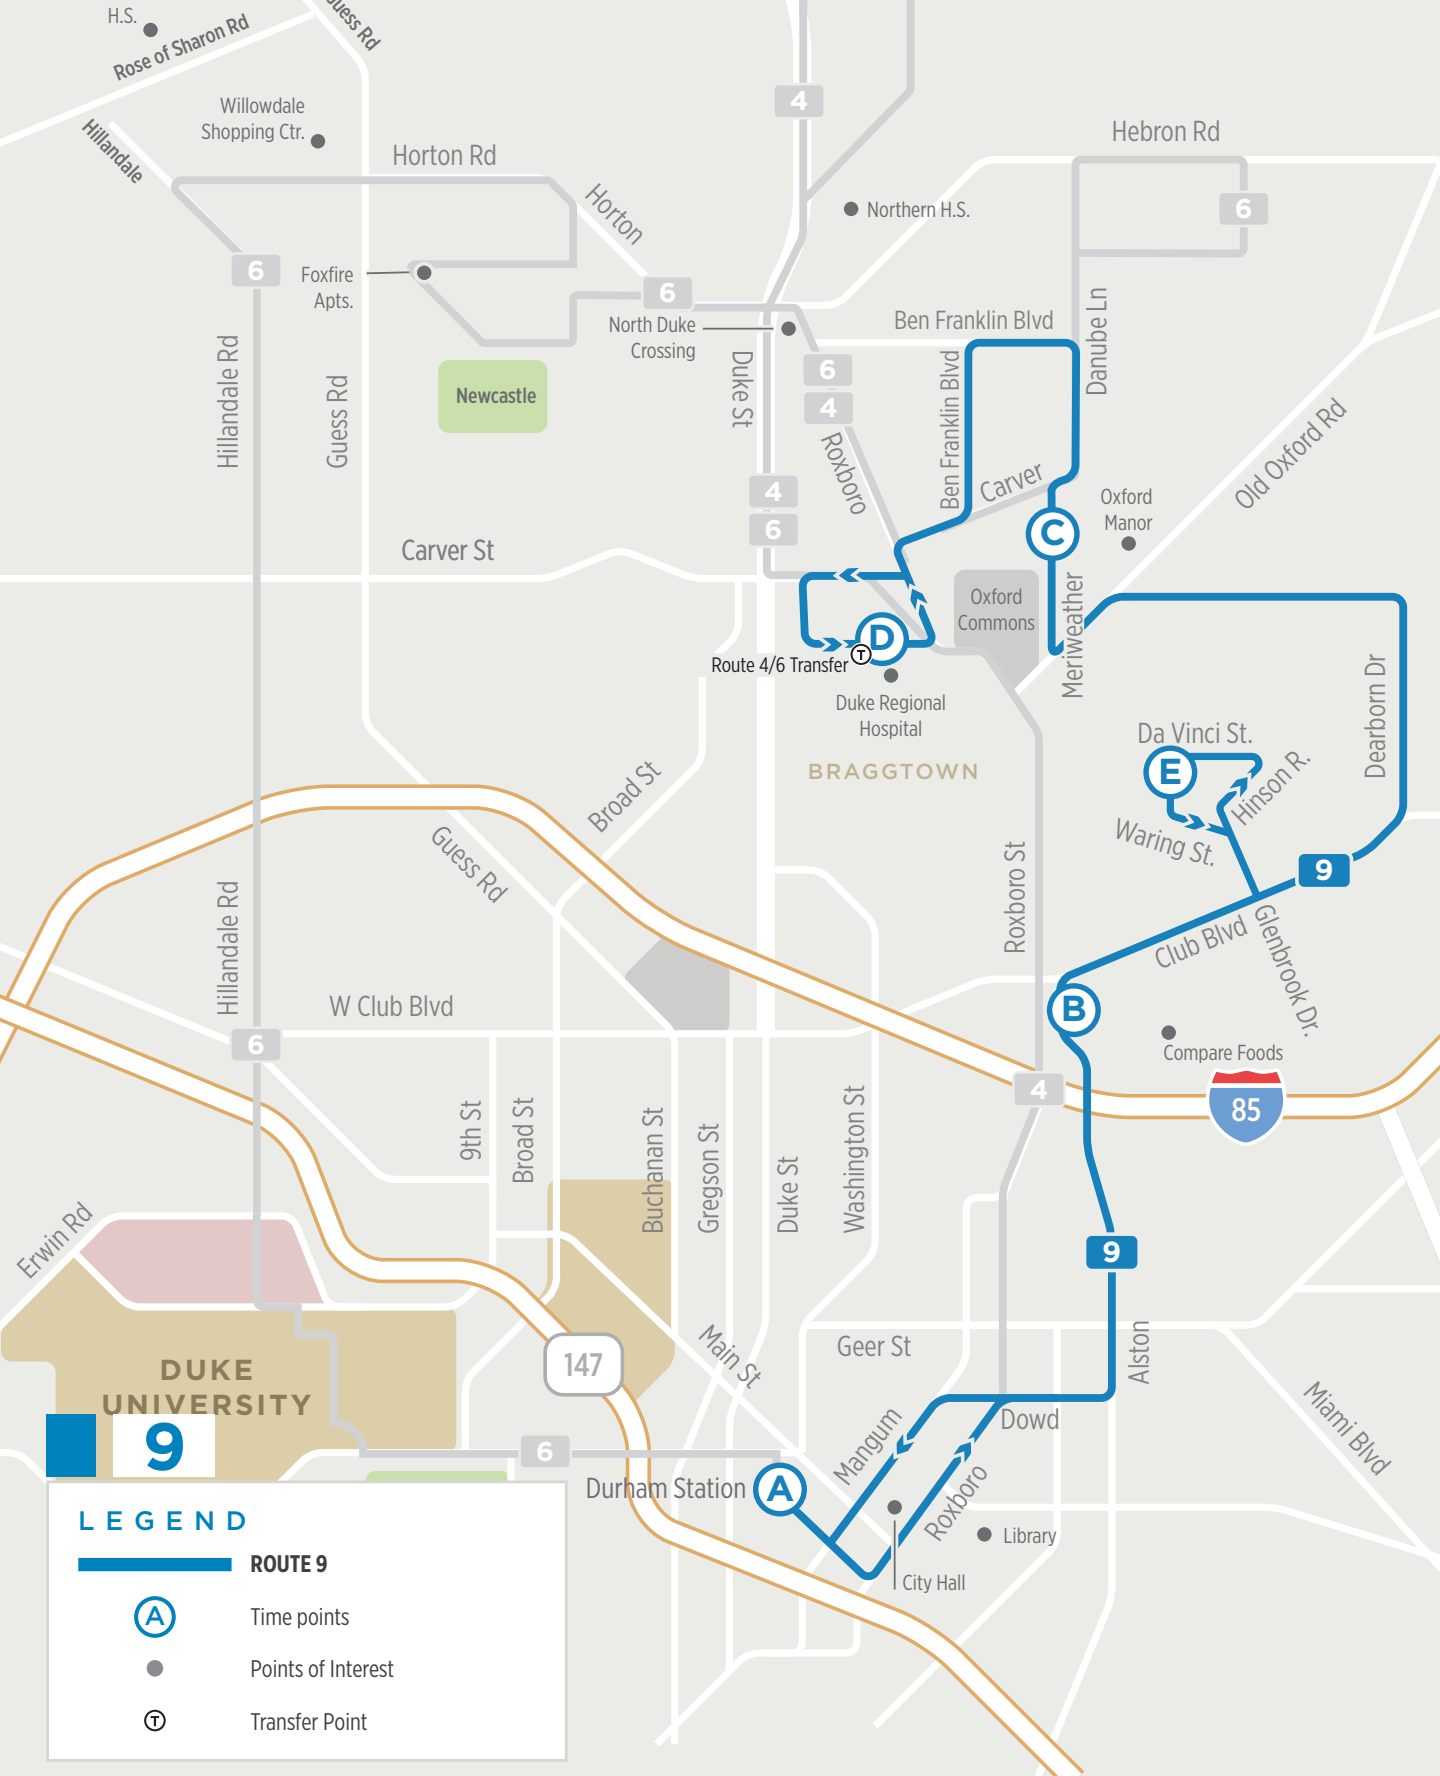 H.S.
Rose of Sharon Rd
Guess Rd
Hillandale
Willowdale
Shopping Ctr.
Horton Rd
Horton
4
Hebron Rd
6
Northern H.S.
6
Foxfire
Apts.
6
North Duke
Crossing
Ben Franklin Blvd
Danube Ln
Hillandale Rd
Guess Rd
Newcastle
Duke St
6
4
Roxboro
Ben Franklin Blvd
Carver
Old Oxford Rd
4
6
C
Oxford
Manor
Carver St
Oxford
Commons
Meriweather
D
T
Route 4/6 Transfer
Duke Regional
Hospital
BRAGGTOWN
Dearborn Dr
Da Vinci St.
E
Hinson R.
Waring St.
9
Broad St
Guess Rd
Roxboro St
Hillandale Rd
Club Blvd
Glenbrook Dr.
W Club Blvd
6
B
Compare Foods
4
85
9th St
Broad St
Buchanan St
Gregson St
Duke St
Washington St
Erwin Rd
9
Geer St
Alston
Main St
147
DUKE
UNIVERSITY
Dowd
Miami Blvd
Mangum
Roxboro
6
Durham Station
A
Library
City Hall
9
LEGEND
ROUTE 9
A
Time points
Points of Interest
T
Transfer Point